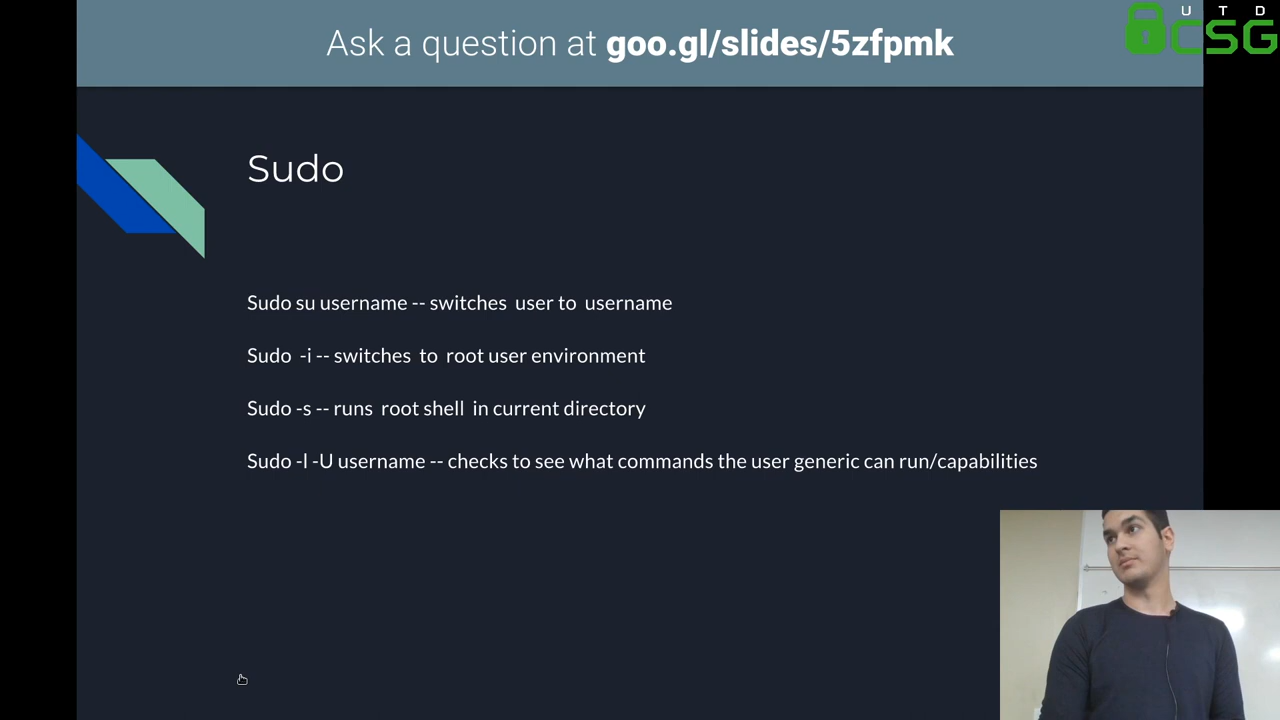 Ask a question at goo.gl/slides/5zfpmk
UTD
CSG
Sudo
Sudo su username -- switches user to username
Sudo -i -- switches to root user environment
Sudo -s -- runs root shell in current directory
Sudo -l -U username -- checks to see what commands the user generic can run/capabilities